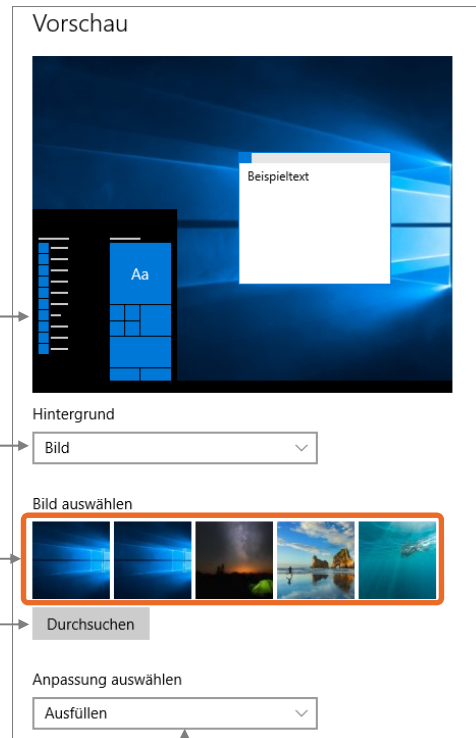 Vorschau
Beispieltext
Aa
Hintergrund
Bild
Bild auswählen
Durchsuchen
Anpassung auswählen
Ausfüllen